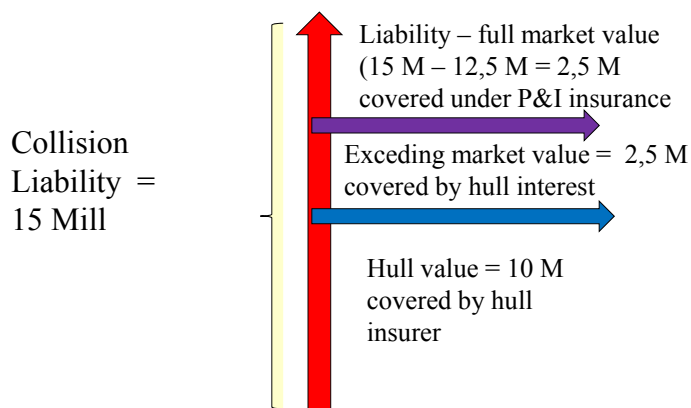 Liability – full market value
(15 M – 12,5 M = 2,5 M
covered under P&I insurance
Collision
Liability =
15 Mill
Exceding market value = 2,5 M
covered by hull interest
Hull value = 10 M
covered by hull
insurer